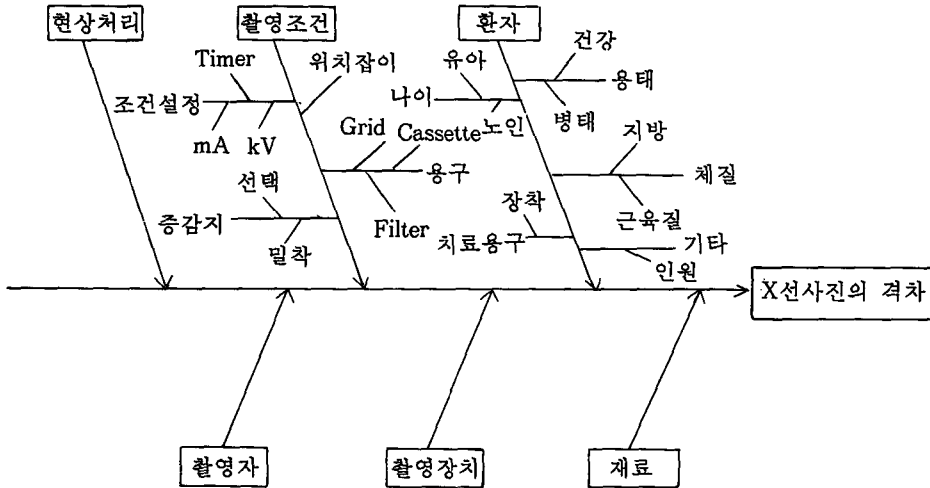 현상처리
촬영조건
환자
Timer
위치잡이
조건설정
mA
kV
Grid
Cassette
용구
Filter
선택
증감지
밀착
유아
나이
노인
건강
용태
병태
지방
체질
근육질
장착
치료용구
기타
인원
X선사진의 격차
촬영자
촬영장치
재료